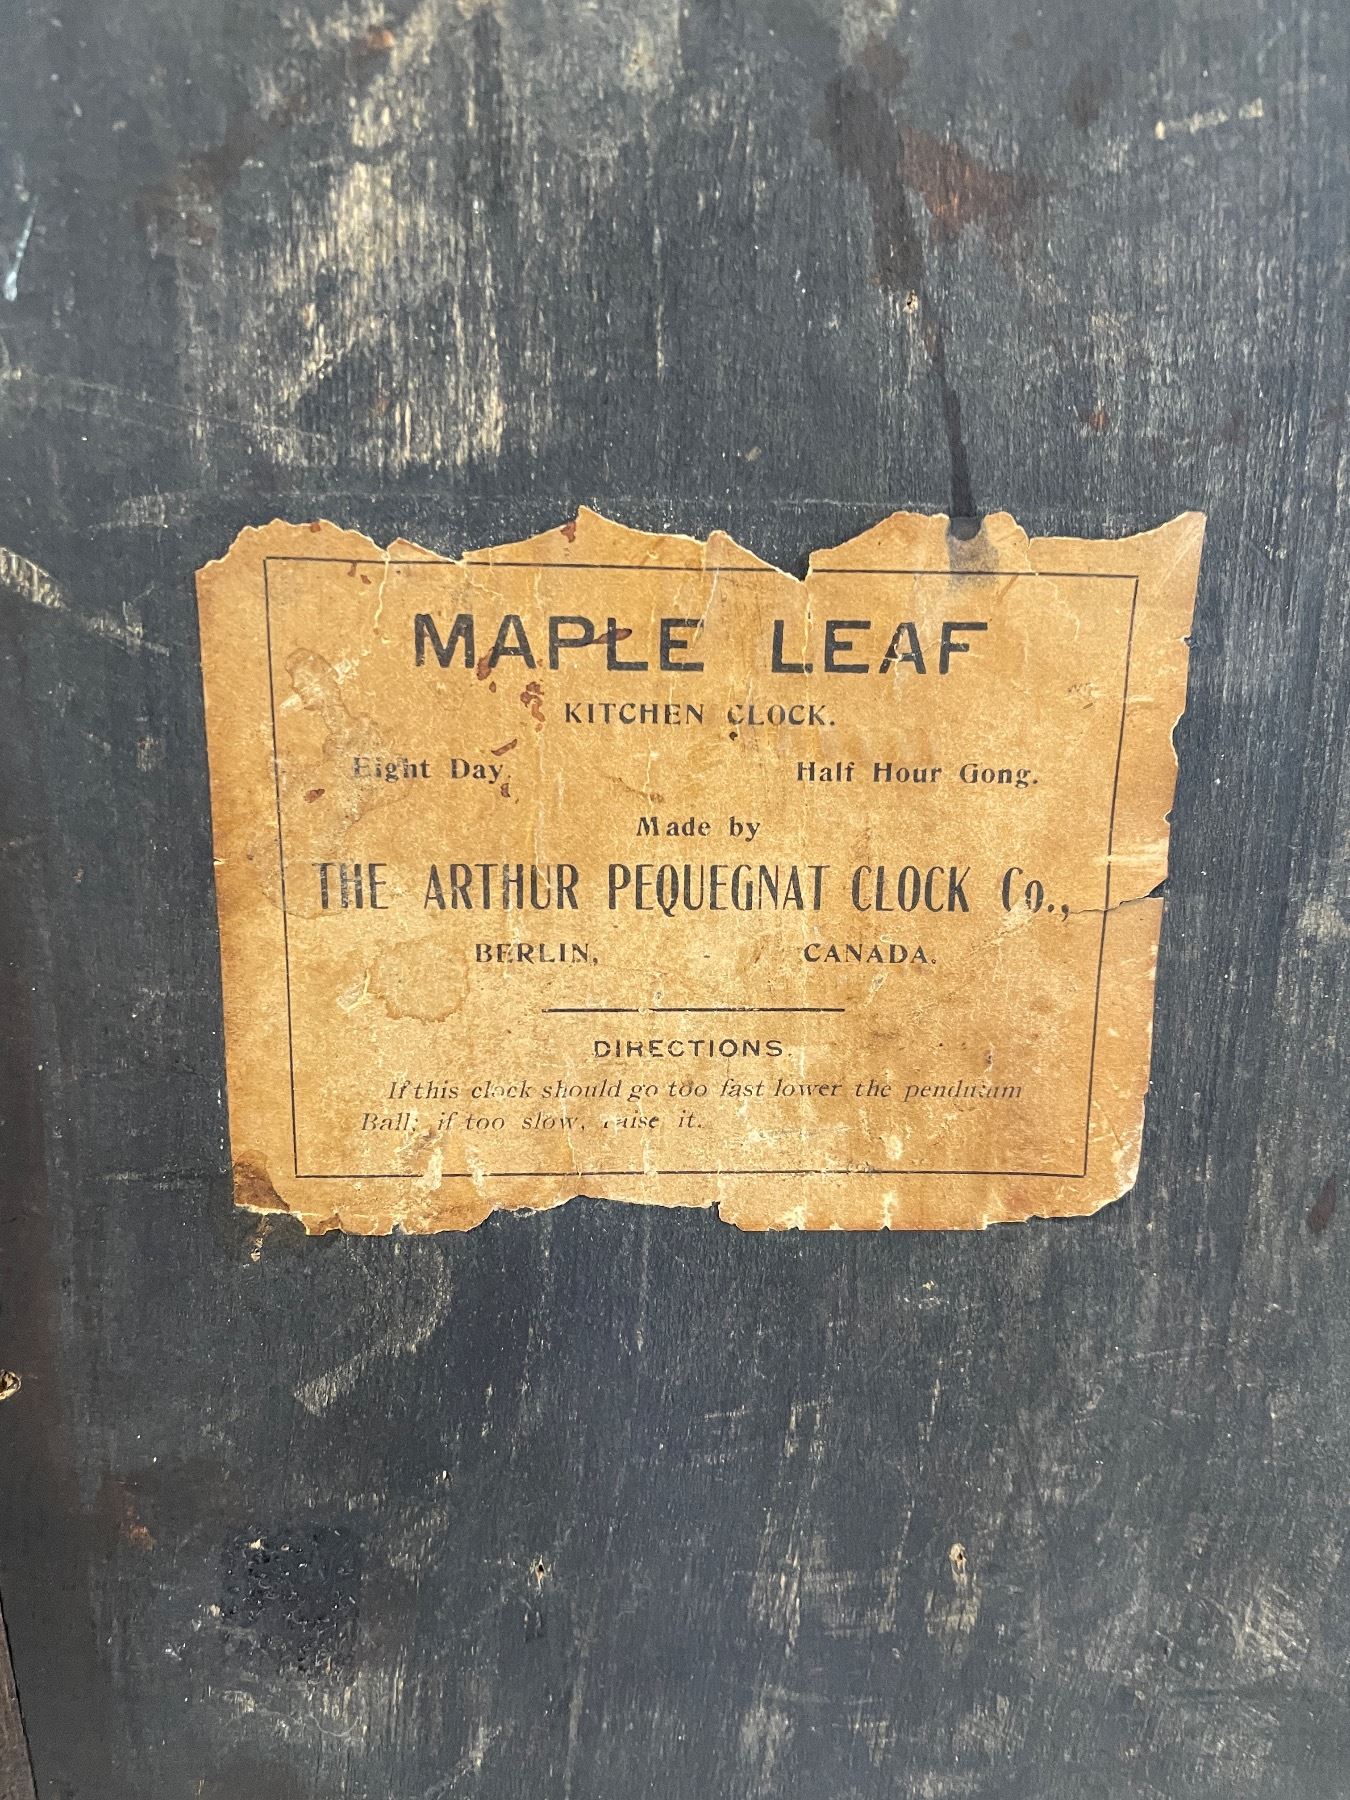 MAPLE LEAF
KITCHEN CLOCK.
Eight Day. Half Hour Gong.
Made by
THE ARTHUR PEQUEGNAT CLOCK Co.,
BERLIN, - CANADA.
DIRECTIONS.
If this clock should go too fast lower the pendulum
Ball; if too slow, raise it.